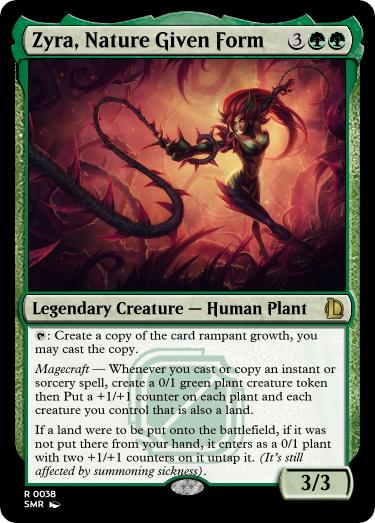 Zyra, Nature Given Form 3
Legendary Creature — Human Plant
: Create a copy of the card rampant growth, you
may cast the copy.
Magecraft — Whenever you cast or copy an instant or
sorcery spell, create a 0/1 green plant creature token
then Put a +1/+1 counter on each plant and each
creature you control that is also a land.
If a land were to be put onto the battlefield, if it was
not put there from your hand, it enters as a 0/1 plant
with two +1/+1 counters on it untap it. (It's still
affected by summoning sickness).
3/3
R 0038
SMR